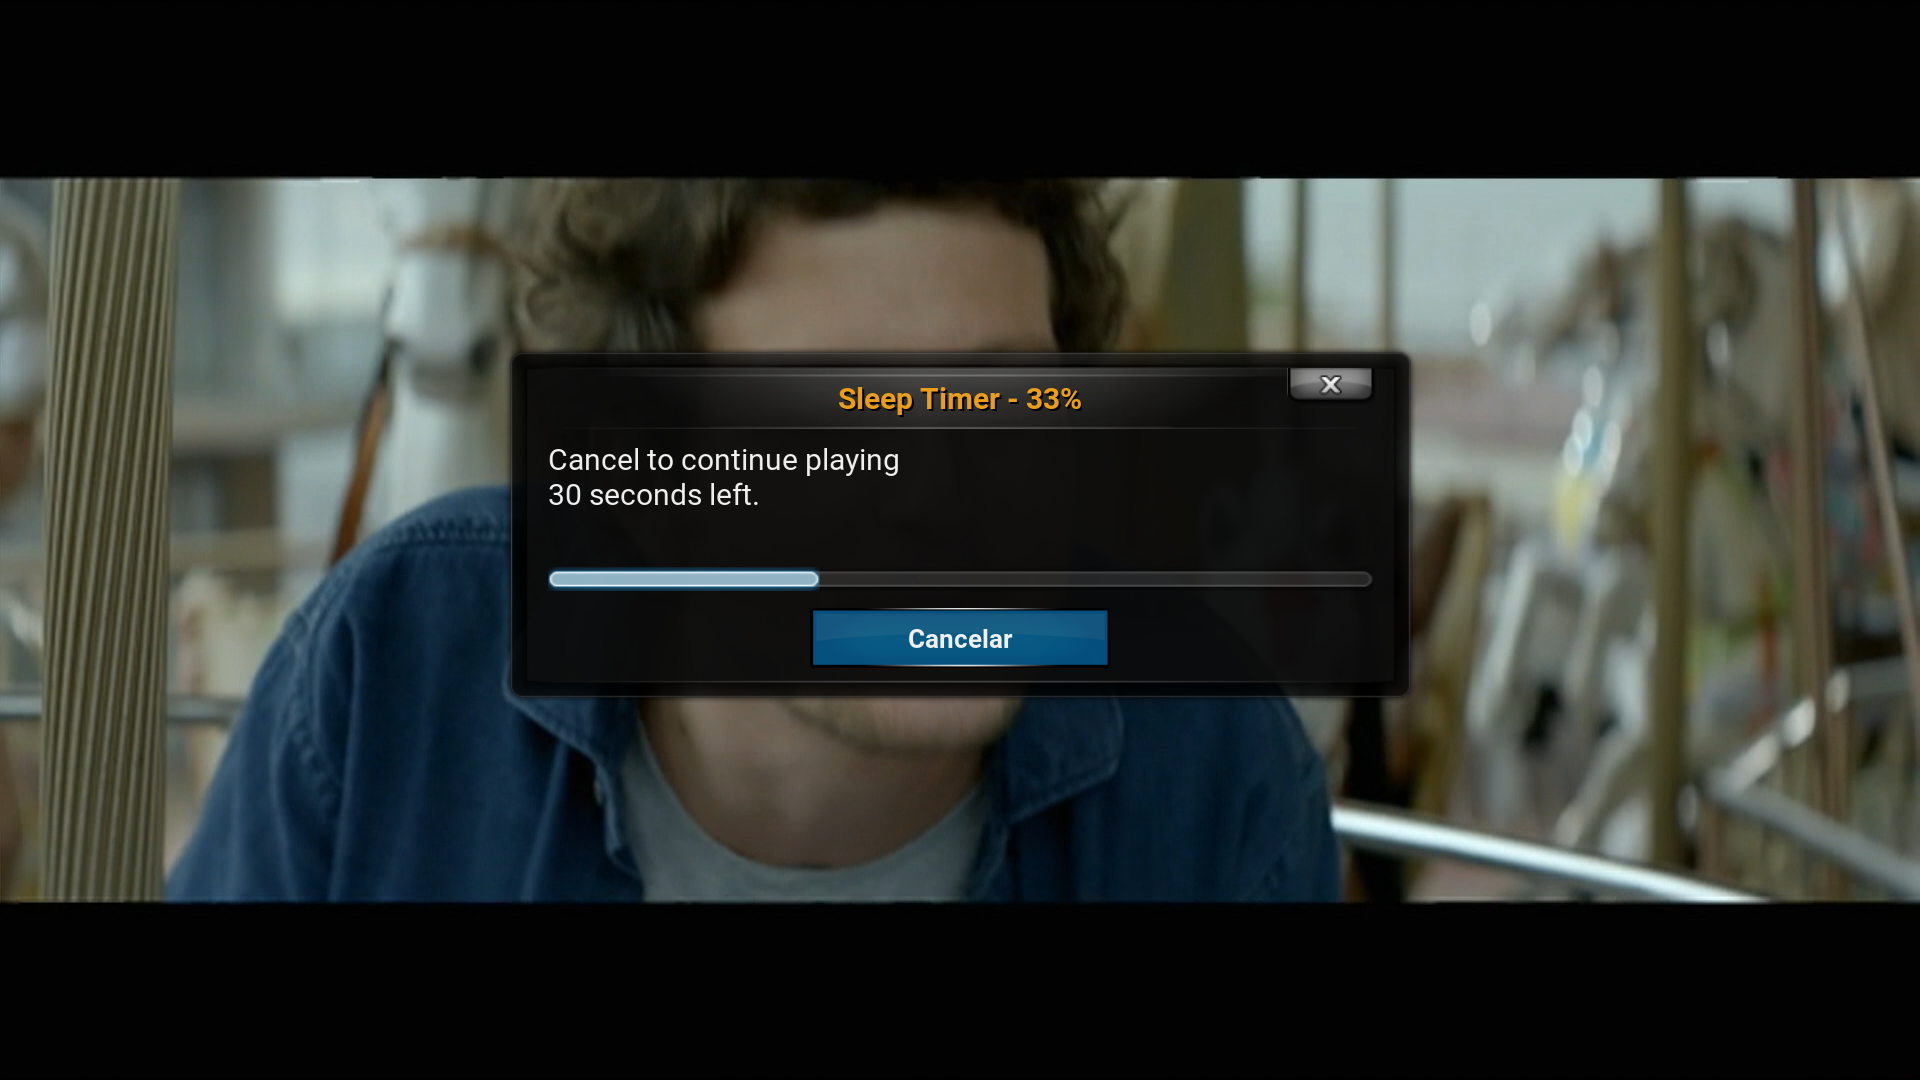 Sleep Timer - 33%
X
Cancel to continue playing
30 seconds left.
Cancelar